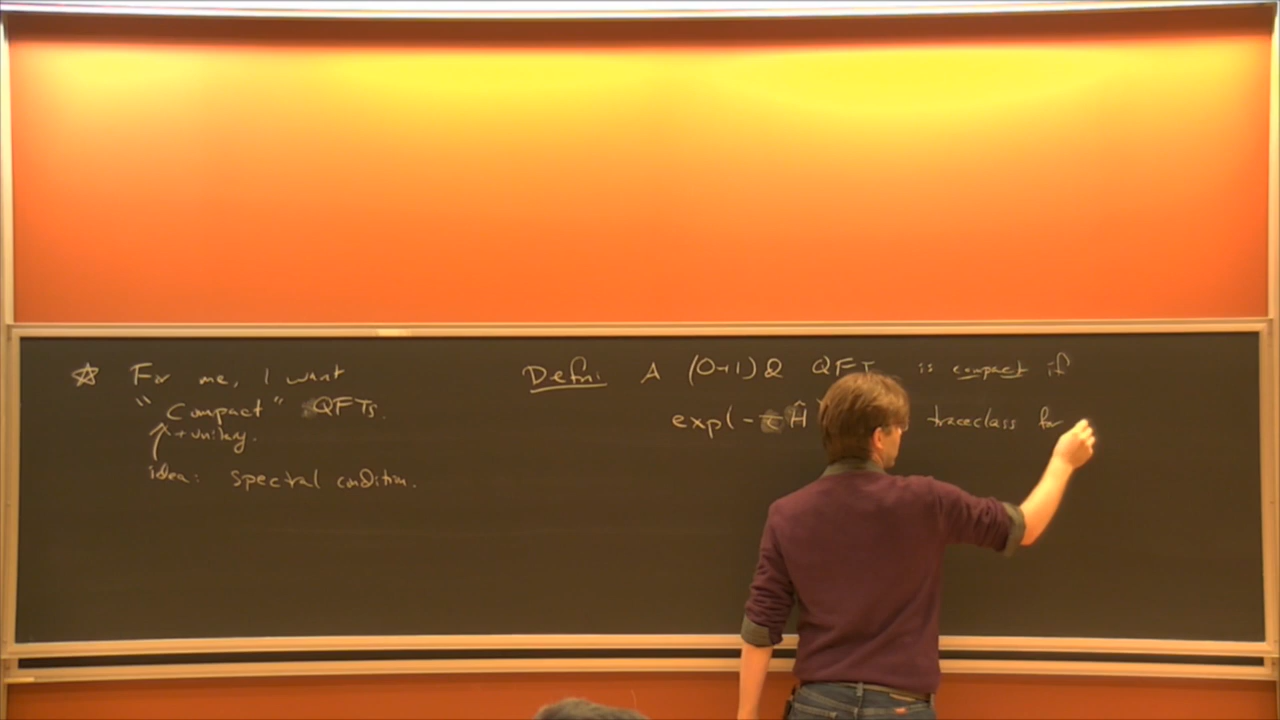 ☆ For me, I want
"Compact" QFTs.
+ unitary.
idea: spectral condition.
Defn: A (0+1)d QFT is compact if
exp(-τĤ traceclass for